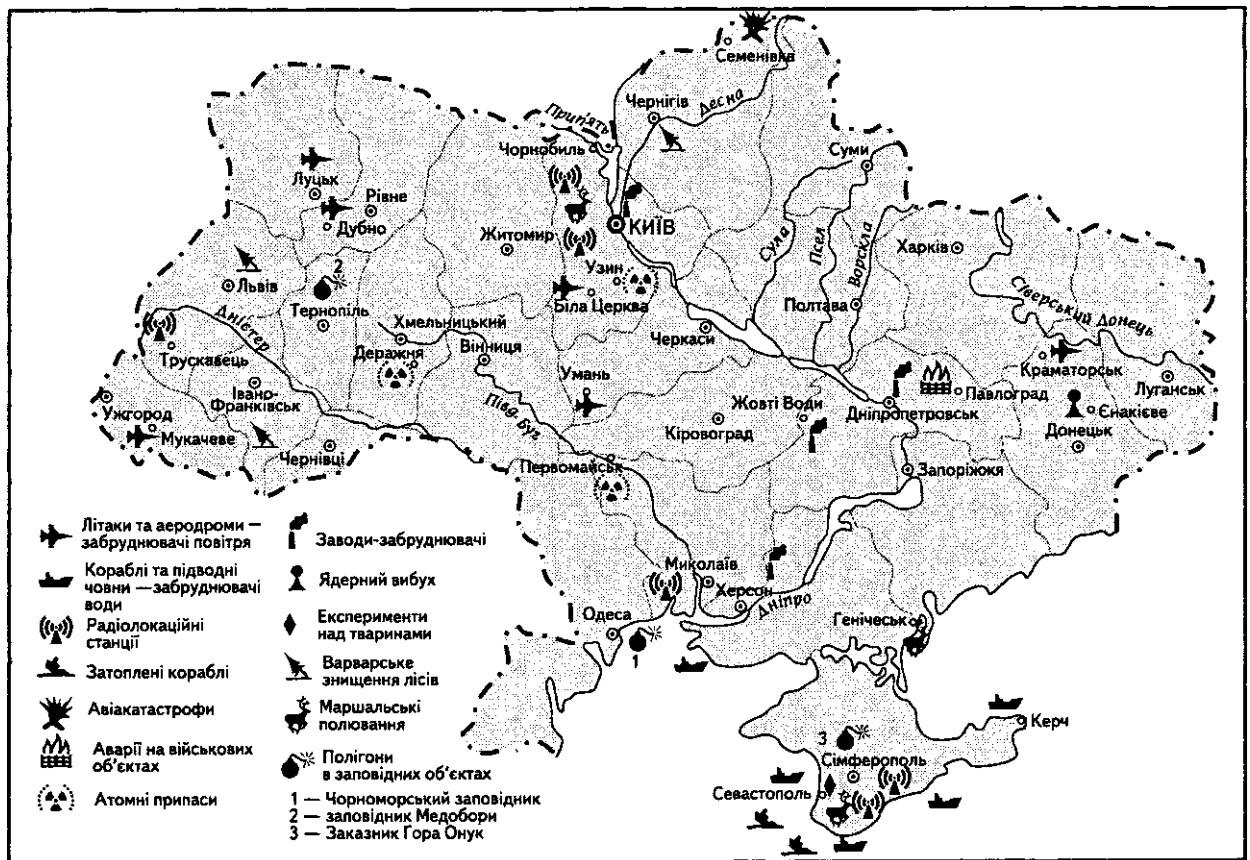 Семенівка
Чернігів
Десна
Прип'ять
Чорнобиль
Суми
Луцьк
Рівне
Дубно
КИЇВ
Житомир
Сула
Псел
Ворскла
Харків
2
Львів
Узин
Біла Церква
Тернопіль
Дністер
Хмельницький
Полтава
Сіверський Донець
Черкаси
Вінниця
Трускавець
Деражня
Краматорськ
Умань
Луганськ
Івано-
Франківськ
Ужгород
Павлоград
Жовті Води
Дніпропетровськ
Єнакієве
Півд. Буг
Мукачеве
Кіровоград
Донецьк
Чернівці
Первомайськ
Запоріжжя
Миколаїв
Херсон
Дніпро
Одеса
Генічеськ
1
Керч
3
Сімферополь
Севастополь
Літаки та аеродроми —
забруднювачі повітря
Кораблі та підводні
човни — забруднювачі
води
Радіолокаційні
станції
Затоплені кораблі
Авіакатастрофи
Аварії на військових
об'єктах
Атомні припаси
Заводи-забруднювачі
Ядерний вибух
Експерименти
над тваринами
Варварське
знищення лісів
Маршальські
полювання
Полігони
в заповідних об'єктах
1 — Чорноморський заповідник
2 — заповідник Медобори
3 — Заказник Гора Онук